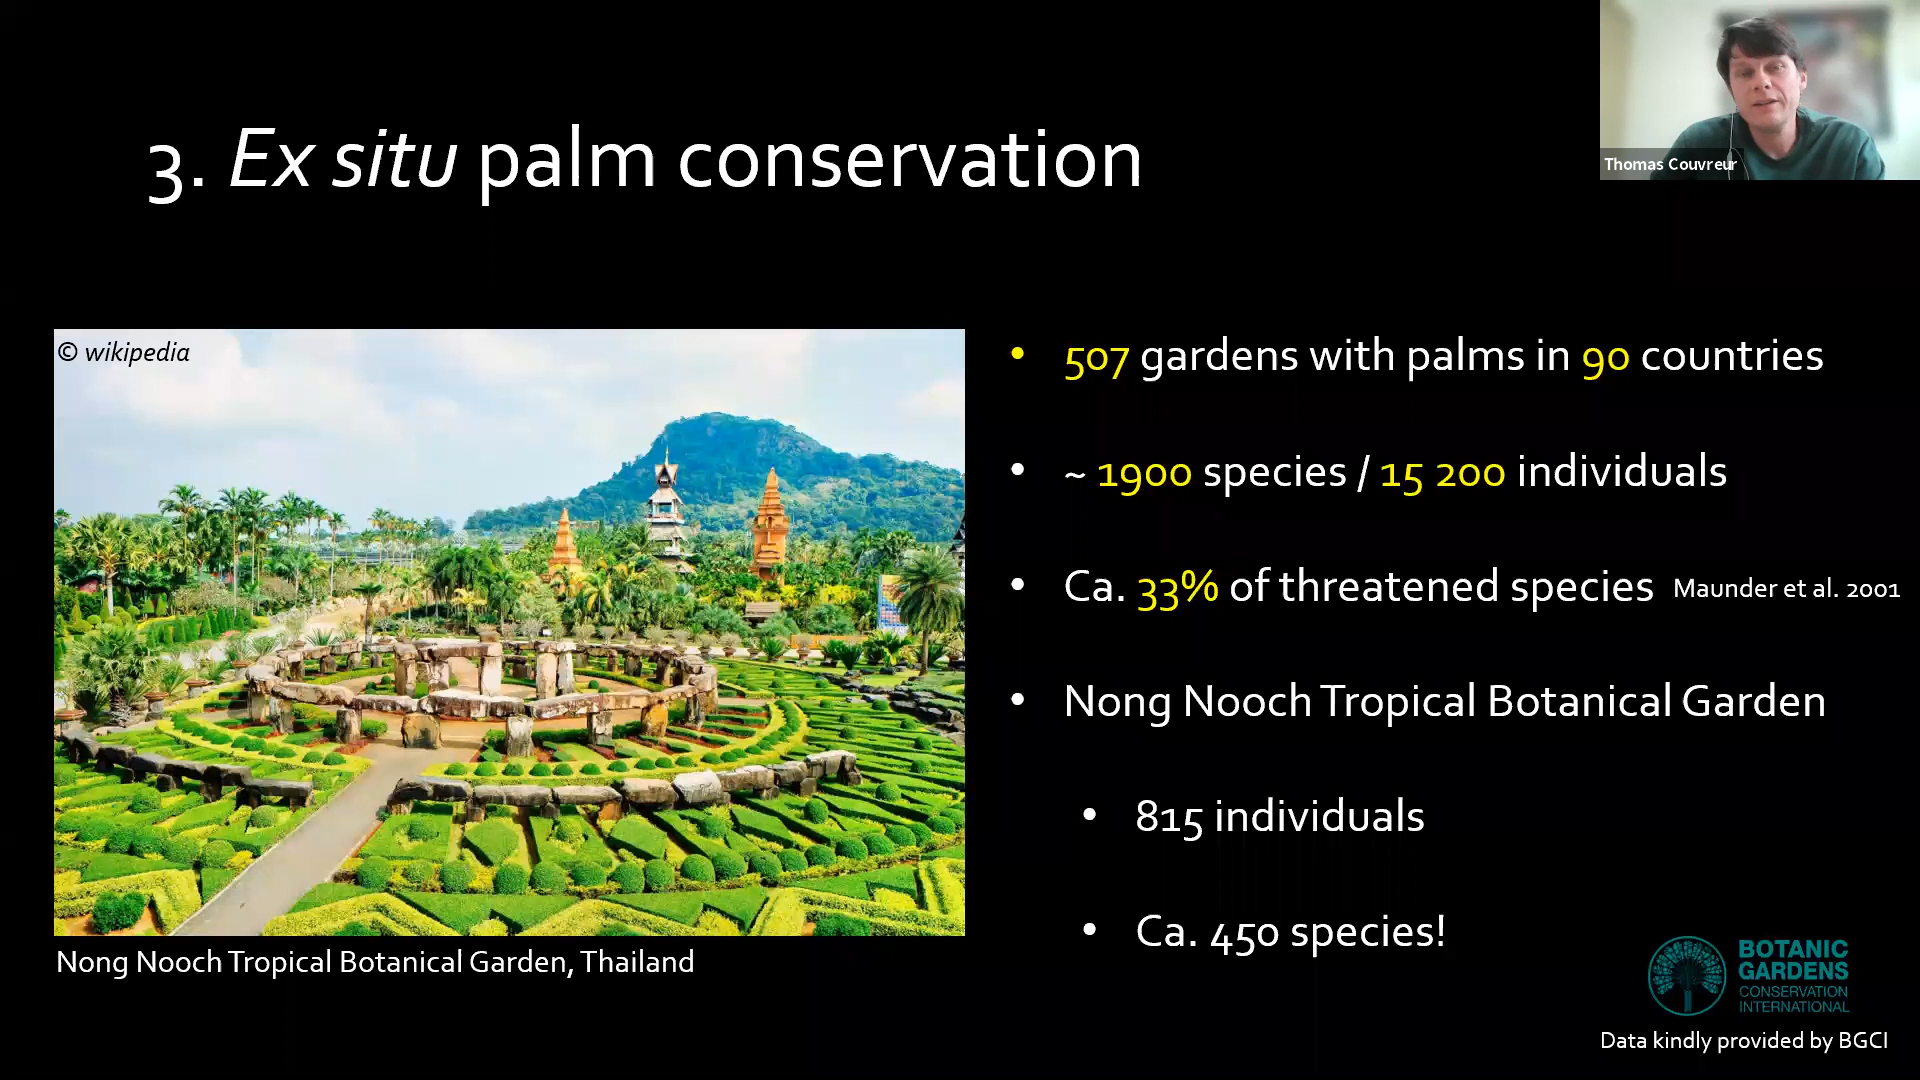 Thomas Couvreur
3. Ex situ palm conservation
© wikipedia
Nong Nooch Tropical Botanical Garden, Thailand
• 507 gardens with palms in 90 countries
• ~ 1900 species / 15 200 individuals
• Ca. 33% of threatened species Maunder et al. 2001
• Nong Nooch Tropical Botanical Garden
• 815 individuals
• Ca. 450 species!
BOTANIC
GARDENS
CONSERVATION
INTERNATIONAL
Data kindly provided by BGCI